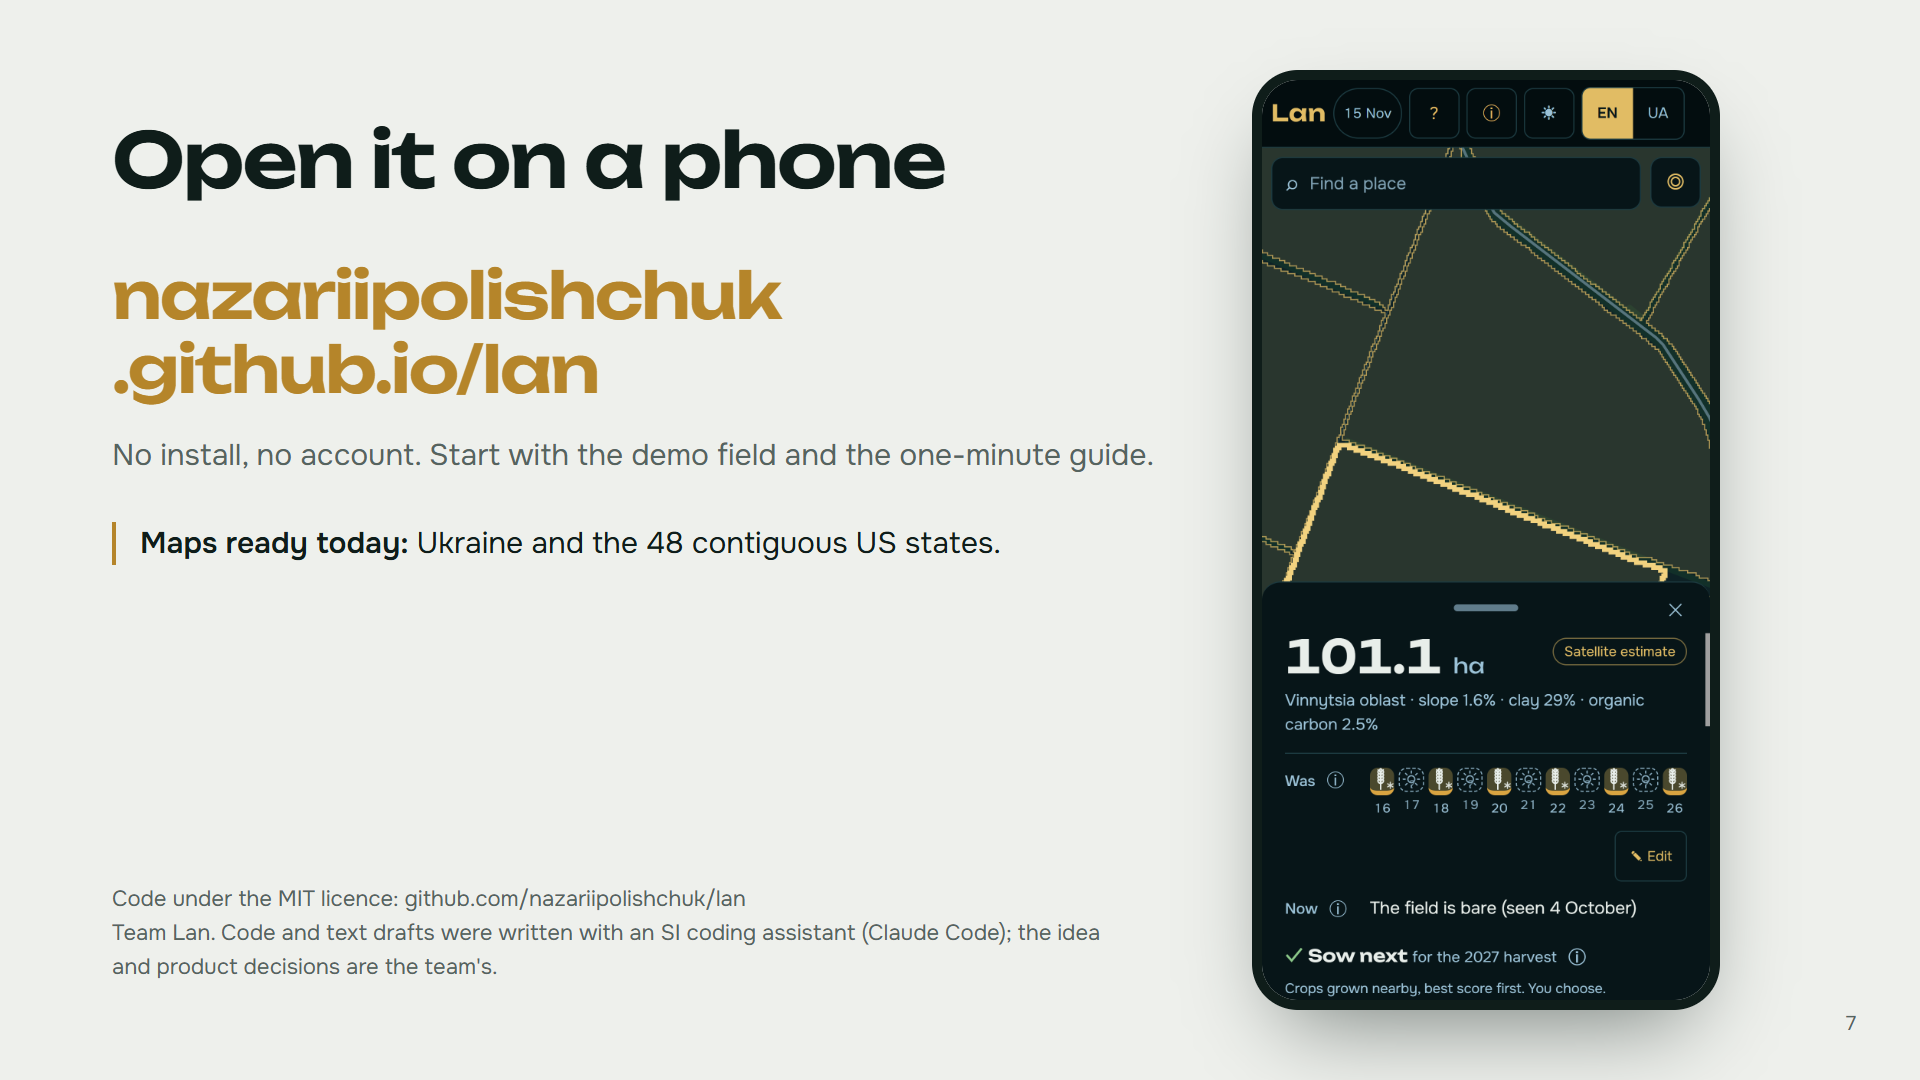 Open it on a phone
nazariipolishchuk
.github.io/lan
No install, no account. Start with the demo field and the one-minute guide.
Maps ready today: Ukraine and the 48 contiguous US states.
Code under the MIT licence: github.com/nazariipolishchuk/lan
Team Lan. Code and text drafts were written with an SI coding assistant (Claude Code); the idea
and product decisions are the team's.
Lan 15 Nov ? EN UA
Find a place
101.1 ha Satellite estimate
Vinnytsia oblast · slope 1.6% · clay 29% · organic
carbon 2.5%
Was
16 17 18 19 20 21 22 23 24 25 26
Edit
Now The field is bare (seen 4 October)
Sow next for the 2027 harvest
Crops grown nearby, best score first. You choose.
7